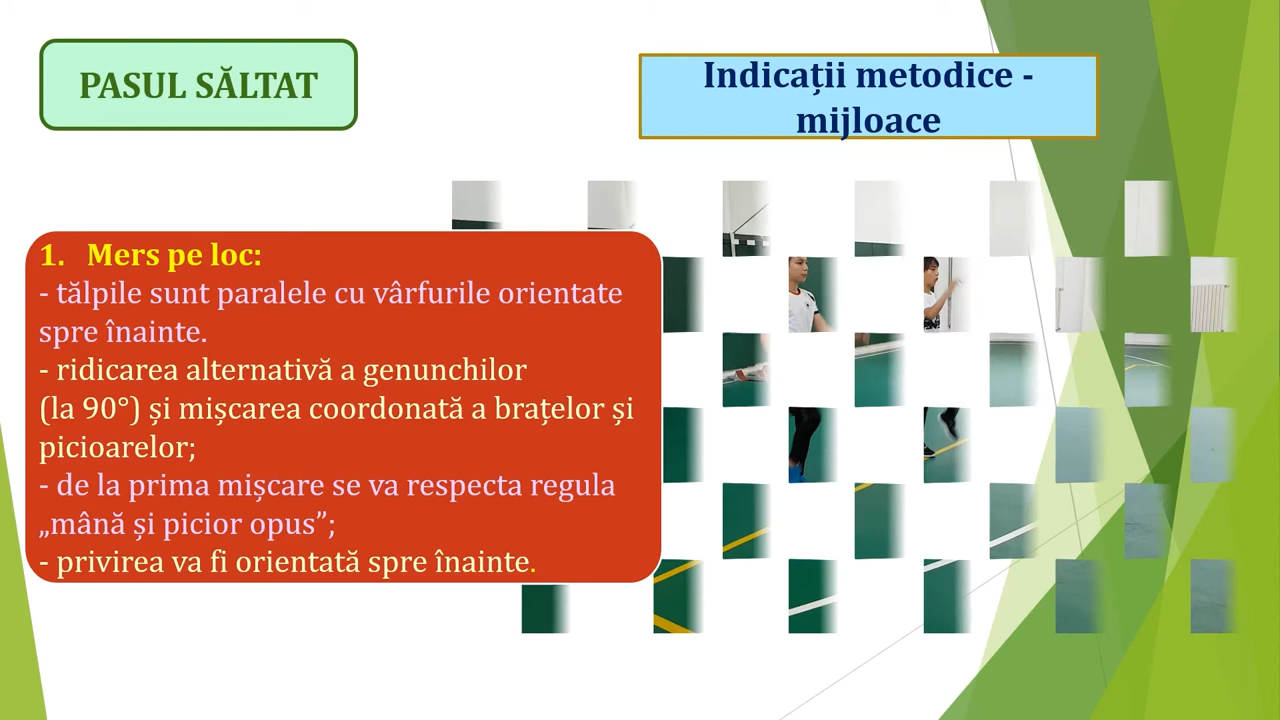 PASUL SĂLTAT
Indicații metodice -
mijloace
1. Mers pe loc:
- tălpile sunt paralele cu vârfurile orientate
spre înainte.
- ridicarea alternativă a genunchilor
(la 90°) și mișcarea coordonată a brațelor și
picioarelor;
- de la prima mișcare se va respecta regula
„mână și picior opus”;
- privirea va fi orientată spre înainte.